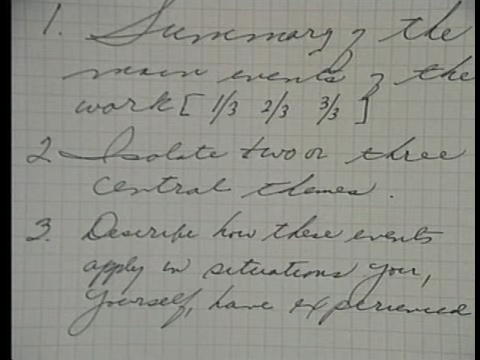 1. Summary of the
main events of the
work [ 1/3 2/3 3/3 ]
2. Isolate two or three
central themes.
3. Describe how these events
apply in situations you,
yourself, have experienced